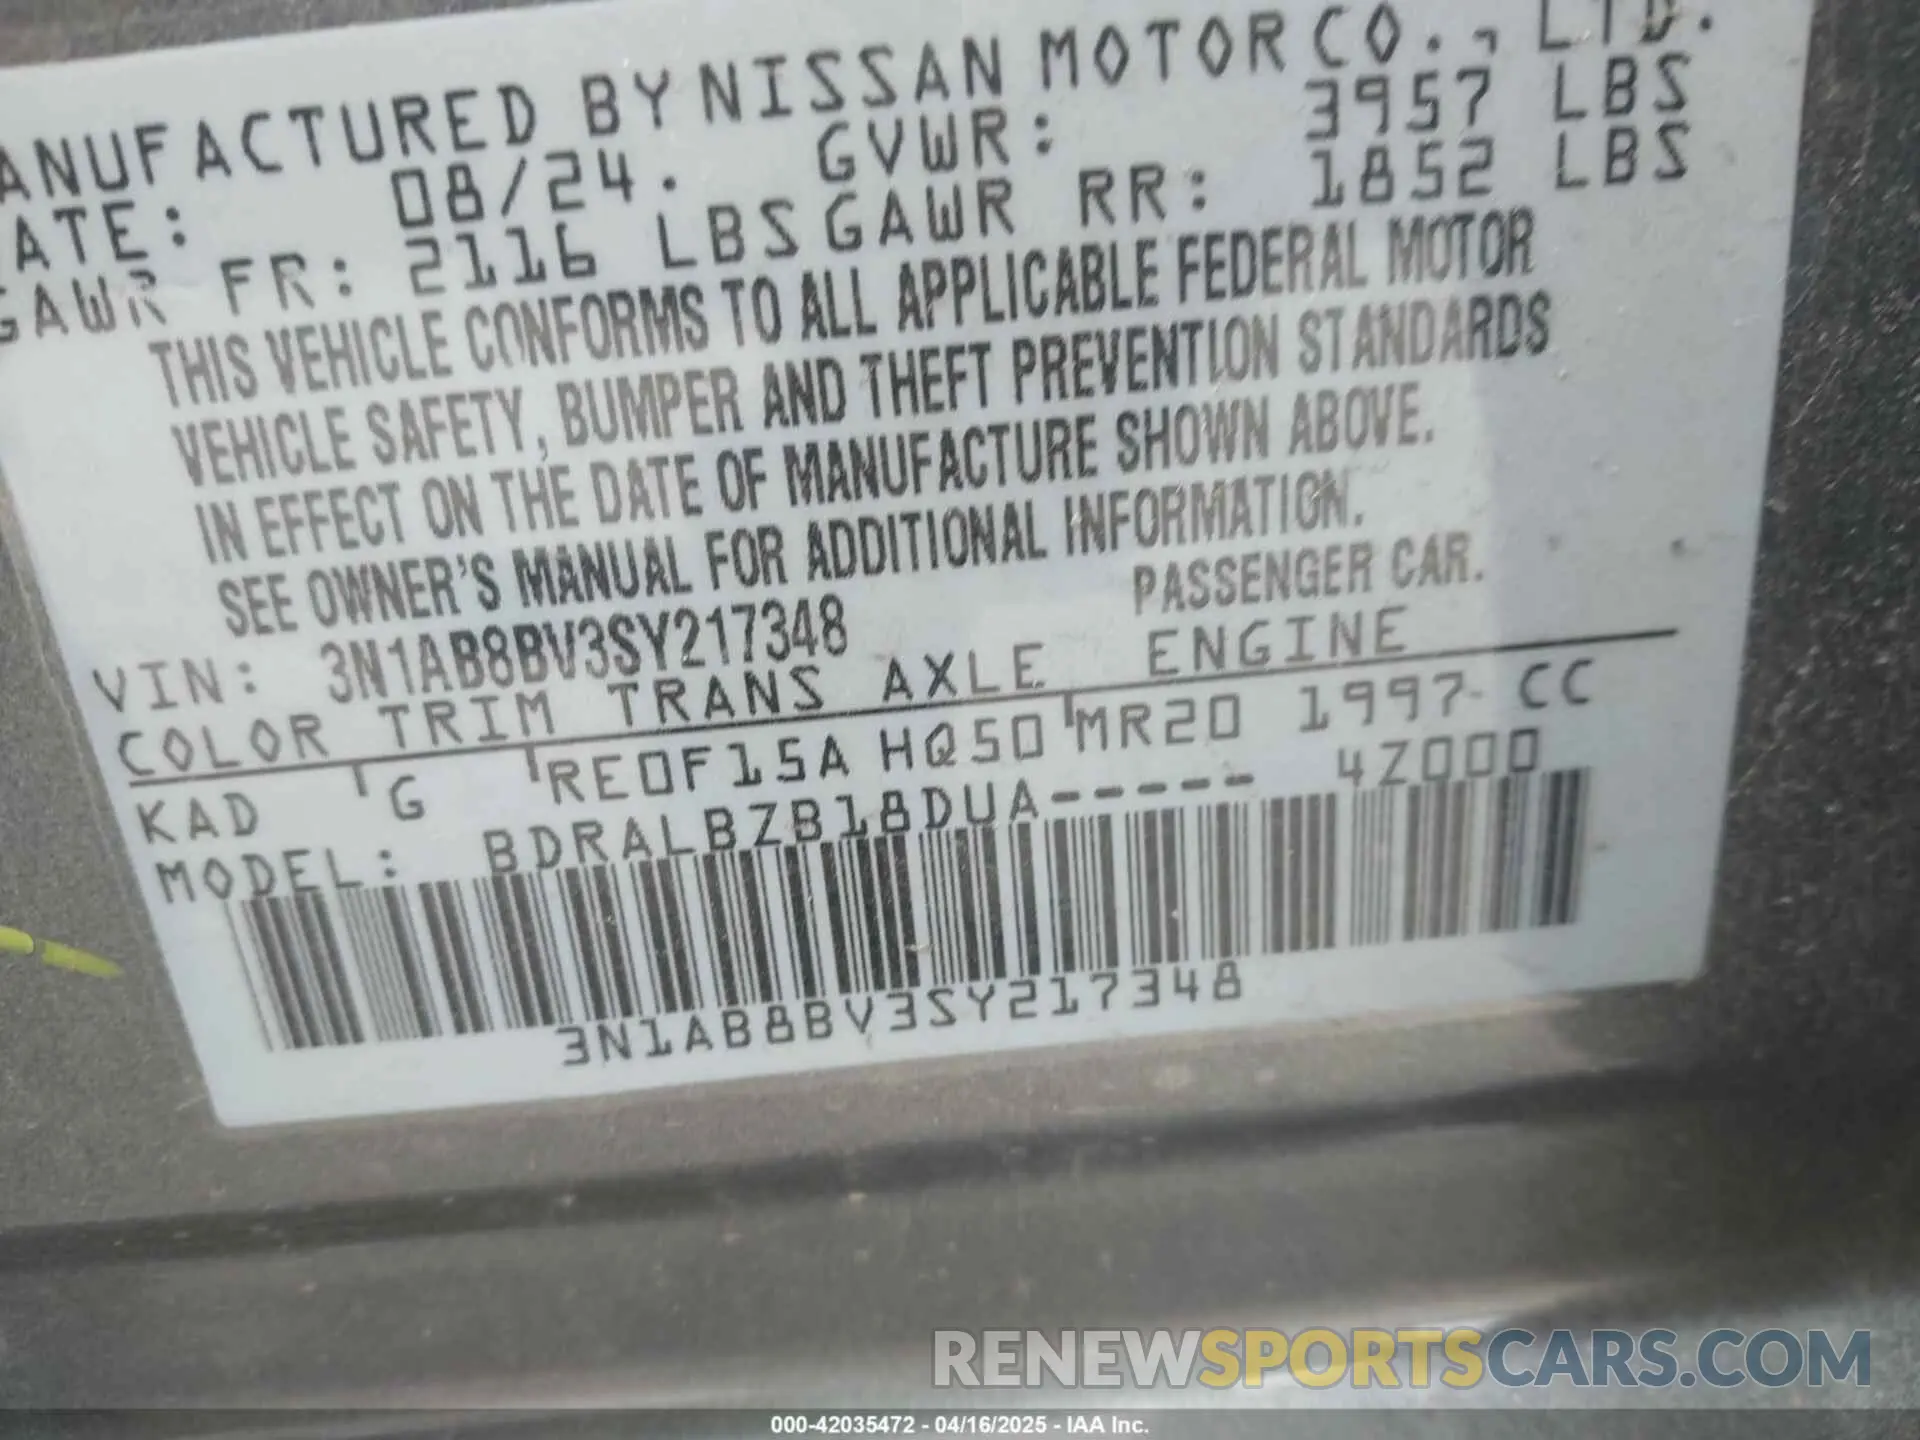 ANUFACTURED BY NISSAN MOTOR CO., LTD.
ATE: 08/24. GVWR: 3957 LBS
GAWR FR: 2116 LBS GAWR RR: 1852 LBS
THIS VEHICLE CONFORMS TO ALL APPLICABLE FEDERAL MOTOR
VEHICLE SAFETY, BUMPER AND THEFT PREVENTION STANDARDS
IN EFFECT ON THE DATE OF MANUFACTURE SHOWN ABOVE.
SEE OWNER'S MANUAL FOR ADDITIONAL INFORMATION.
VIN: 3N1AB8BV3SY217348 PASSENGER CAR.
COLOR TRIM TRANS AXLE ENGINE
KAD G RE0F15A HQ50 MR20 1997 CC
MODEL: BDRALBZB18DUA----- 4Z000
3N1AB8BV3SY217348
RENEWSPORTSCARS.COM
000-42035472 - 04/16/2025 - IAA Inc.